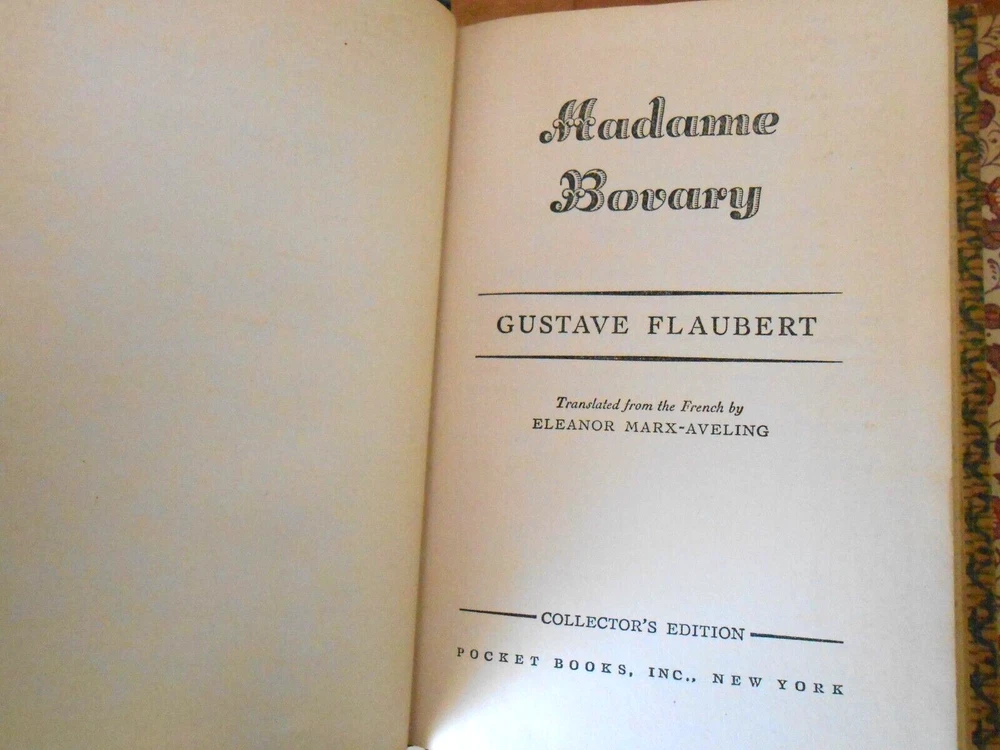 Madame
Bovary
GUSTAVE FLAUBERT
Translated from the French by
ELEANOR MARX-AVELING
COLLECTOR'S EDITION
POCKET BOOKS, INC., NEW YORK